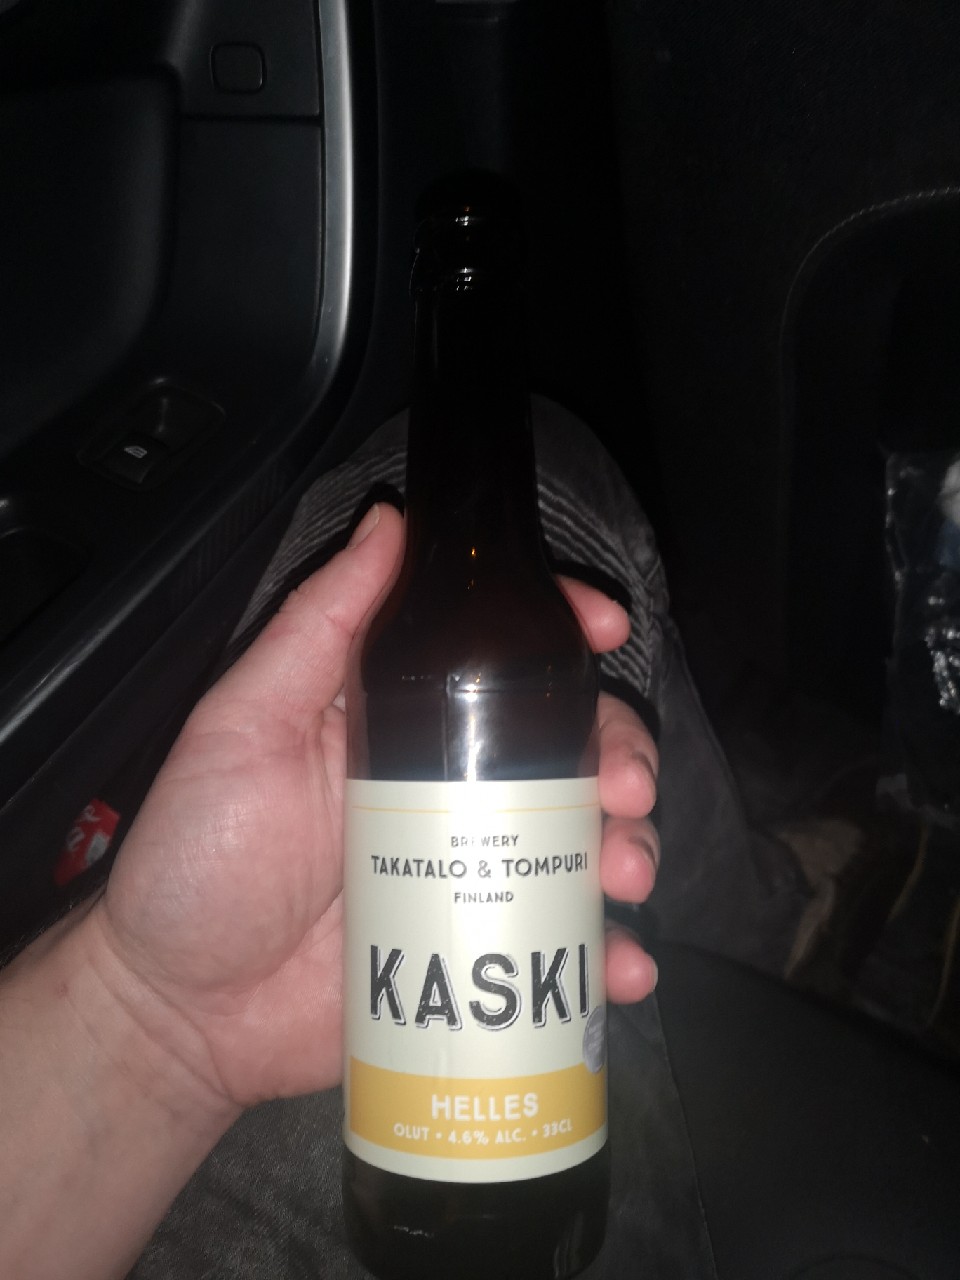 BREWERY
TAKATALO & TOMPURI
FINLAND
KASKI
HELLES
OLUT • 4.6% ALC. • 33CL